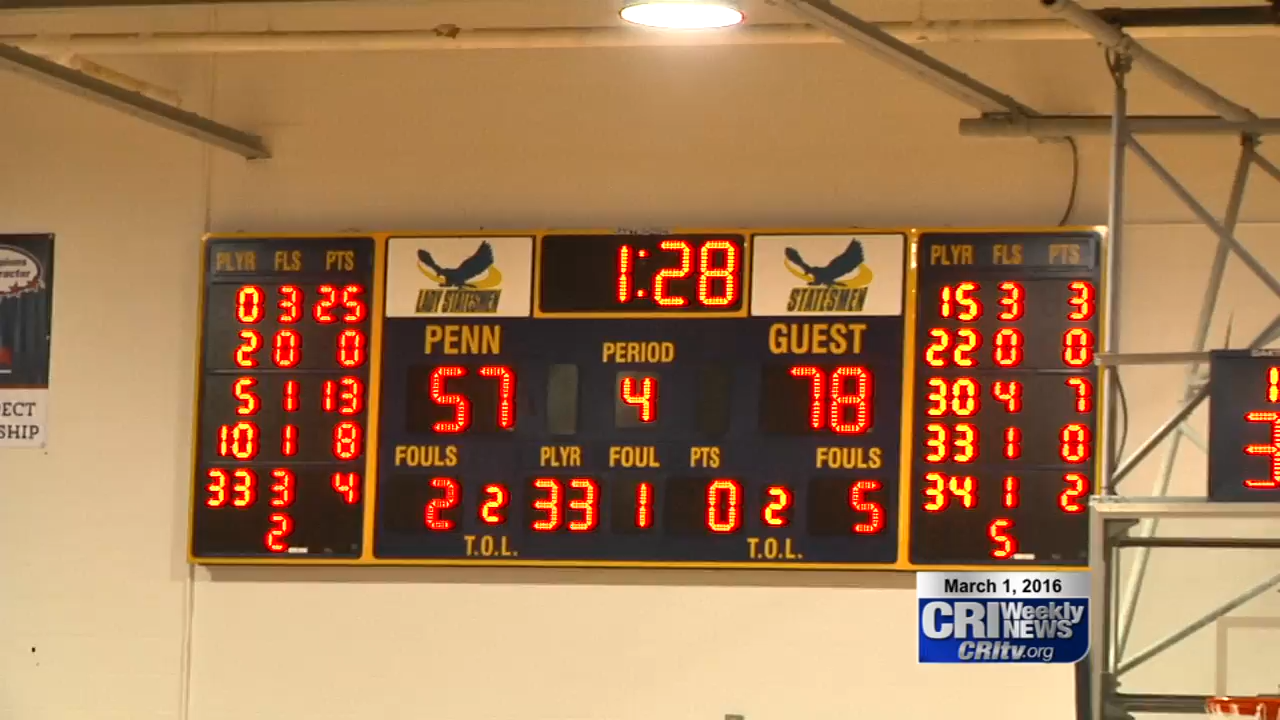 1:28
LADY STATESMEN
STATESMEN
PLYR FLS PTS
0 3 25
2 0 0
5 1 13
10 1 8
33 3 4
2
PENN
PERIOD
GUEST
57 4 78
FOULS PLYR FOUL PTS FOULS
2 2 33 1 0 2 5
T.O.L. T.O.L.
PLYR FLS PTS
15 3 3
22 0 0
30 4 7
33 1 0
34 1 2
5
1
3
ECT
SHIP
March 1, 2016
CRI Weekly NEWS
CRItv.org